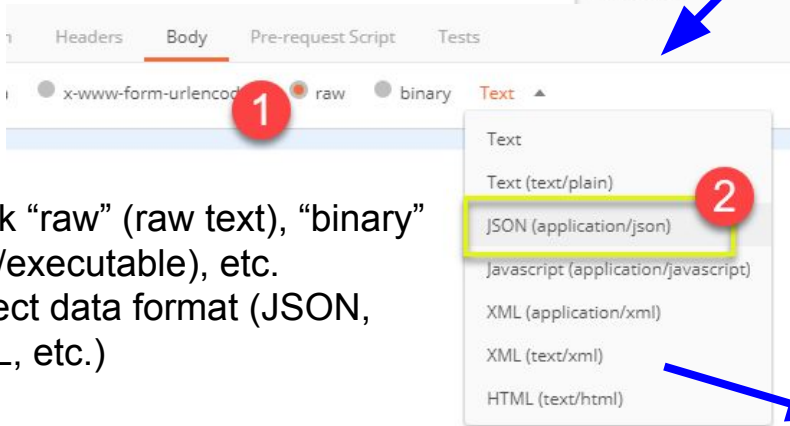 Headers Body Pre-request Script Tests
x-www-form-urlencod 1 raw binary Text
Text
Text (text/plain)
2
JSON (application/json)
Javascript (application/javascript)
XML (application/xml)
XML (text/xml)
HTML (text/html)
k “raw” (raw text), “binary”
/executable), etc.
ect data format (JSON,
L, etc.)